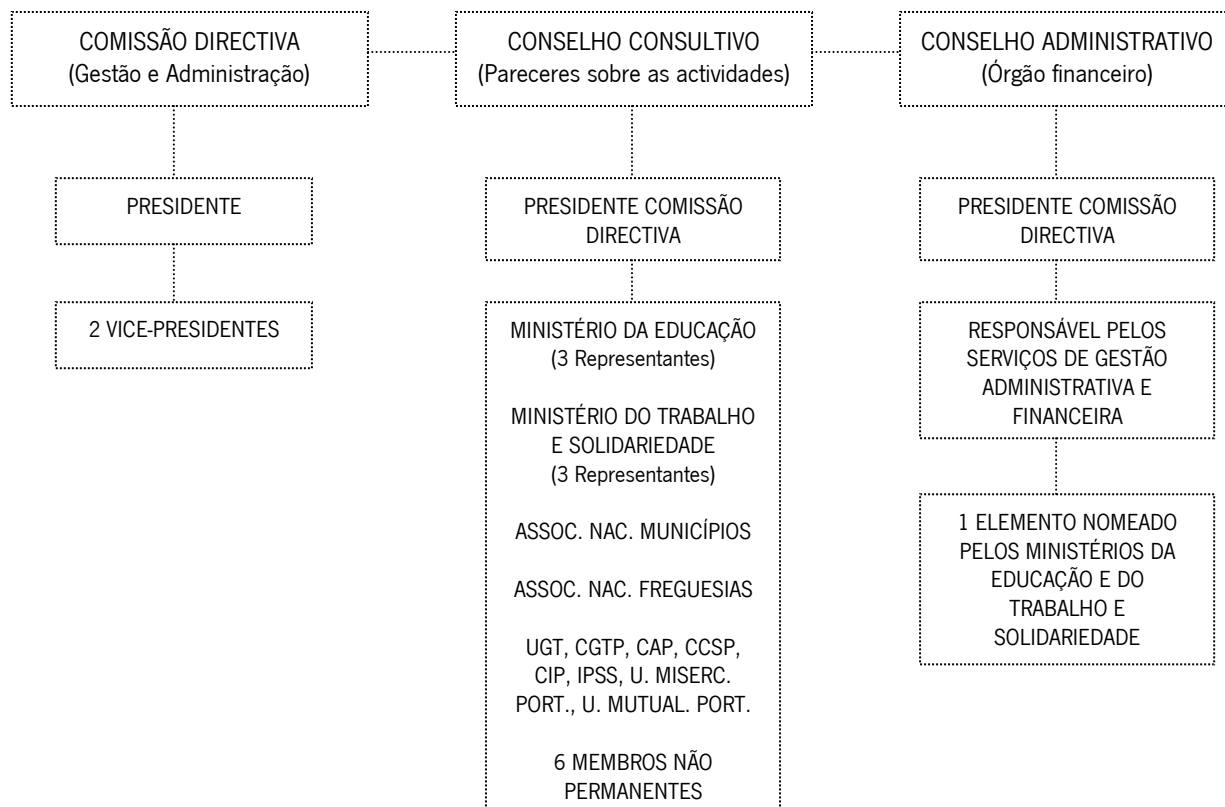 COMISSÃO DIRECTIVA
(Gestão e Administração)
CONSELHO CONSULTIVO
(Pareceres sobre as actividades)
CONSELHO ADMINISTRATIVO
(Órgão financeiro)
PRESIDENTE
2 VICE-PRESIDENTES
PRESIDENTE COMISSÃO
DIRECTIVA
MINISTÉRIO DA EDUCAÇÃO
(3 Representantes)
MINISTÉRIO DO TRABALHO
E SOLIDARIEDADE
(3 Representantes)
ASSOC. NAC. MUNICÍPIOS
ASSOC. NAC. FREGUESIAS
UGT, CGTP, CAP, CCSP,
CIP, IPSS, U. MISERC.
PORT., U. MUTUAL. PORT.
6 MEMBROS NÃO
PERMANENTES
PRESIDENTE COMISSÃO
DIRECTIVA
RESPONSÁVEL PELOS
SERVIÇOS DE GESTÃO
ADMINISTRATIVA E
FINANCEIRA
1 ELEMENTO NOMEADO
PELOS MINISTÉRIOS DA
EDUCAÇÃO E DO
TRABALHO E
SOLIDARIEDADE